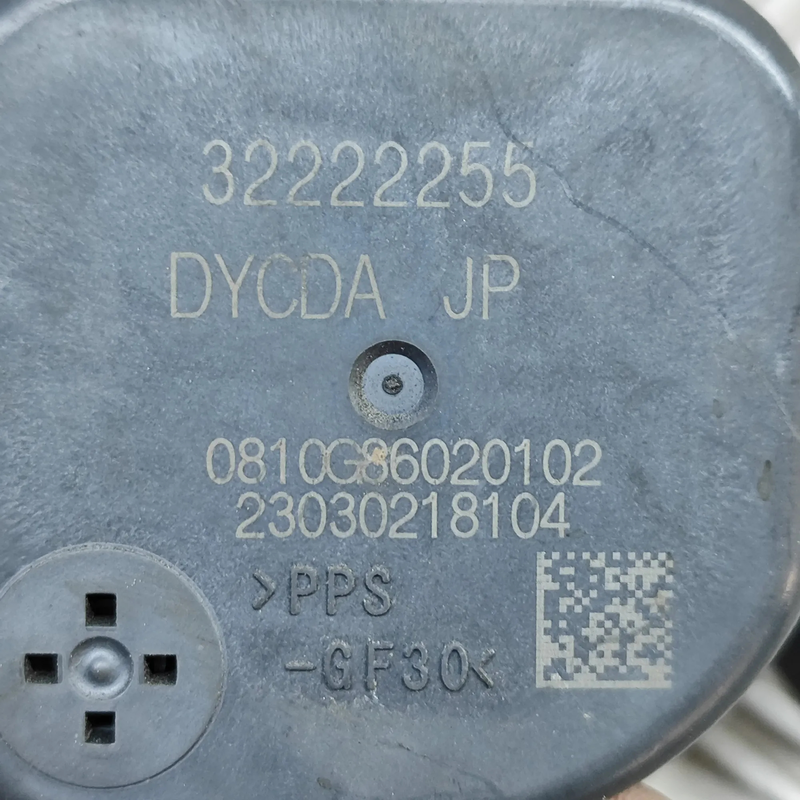 32222255
DYCDA JP
0810G86020102
23030218104
>PPS
-GF30<